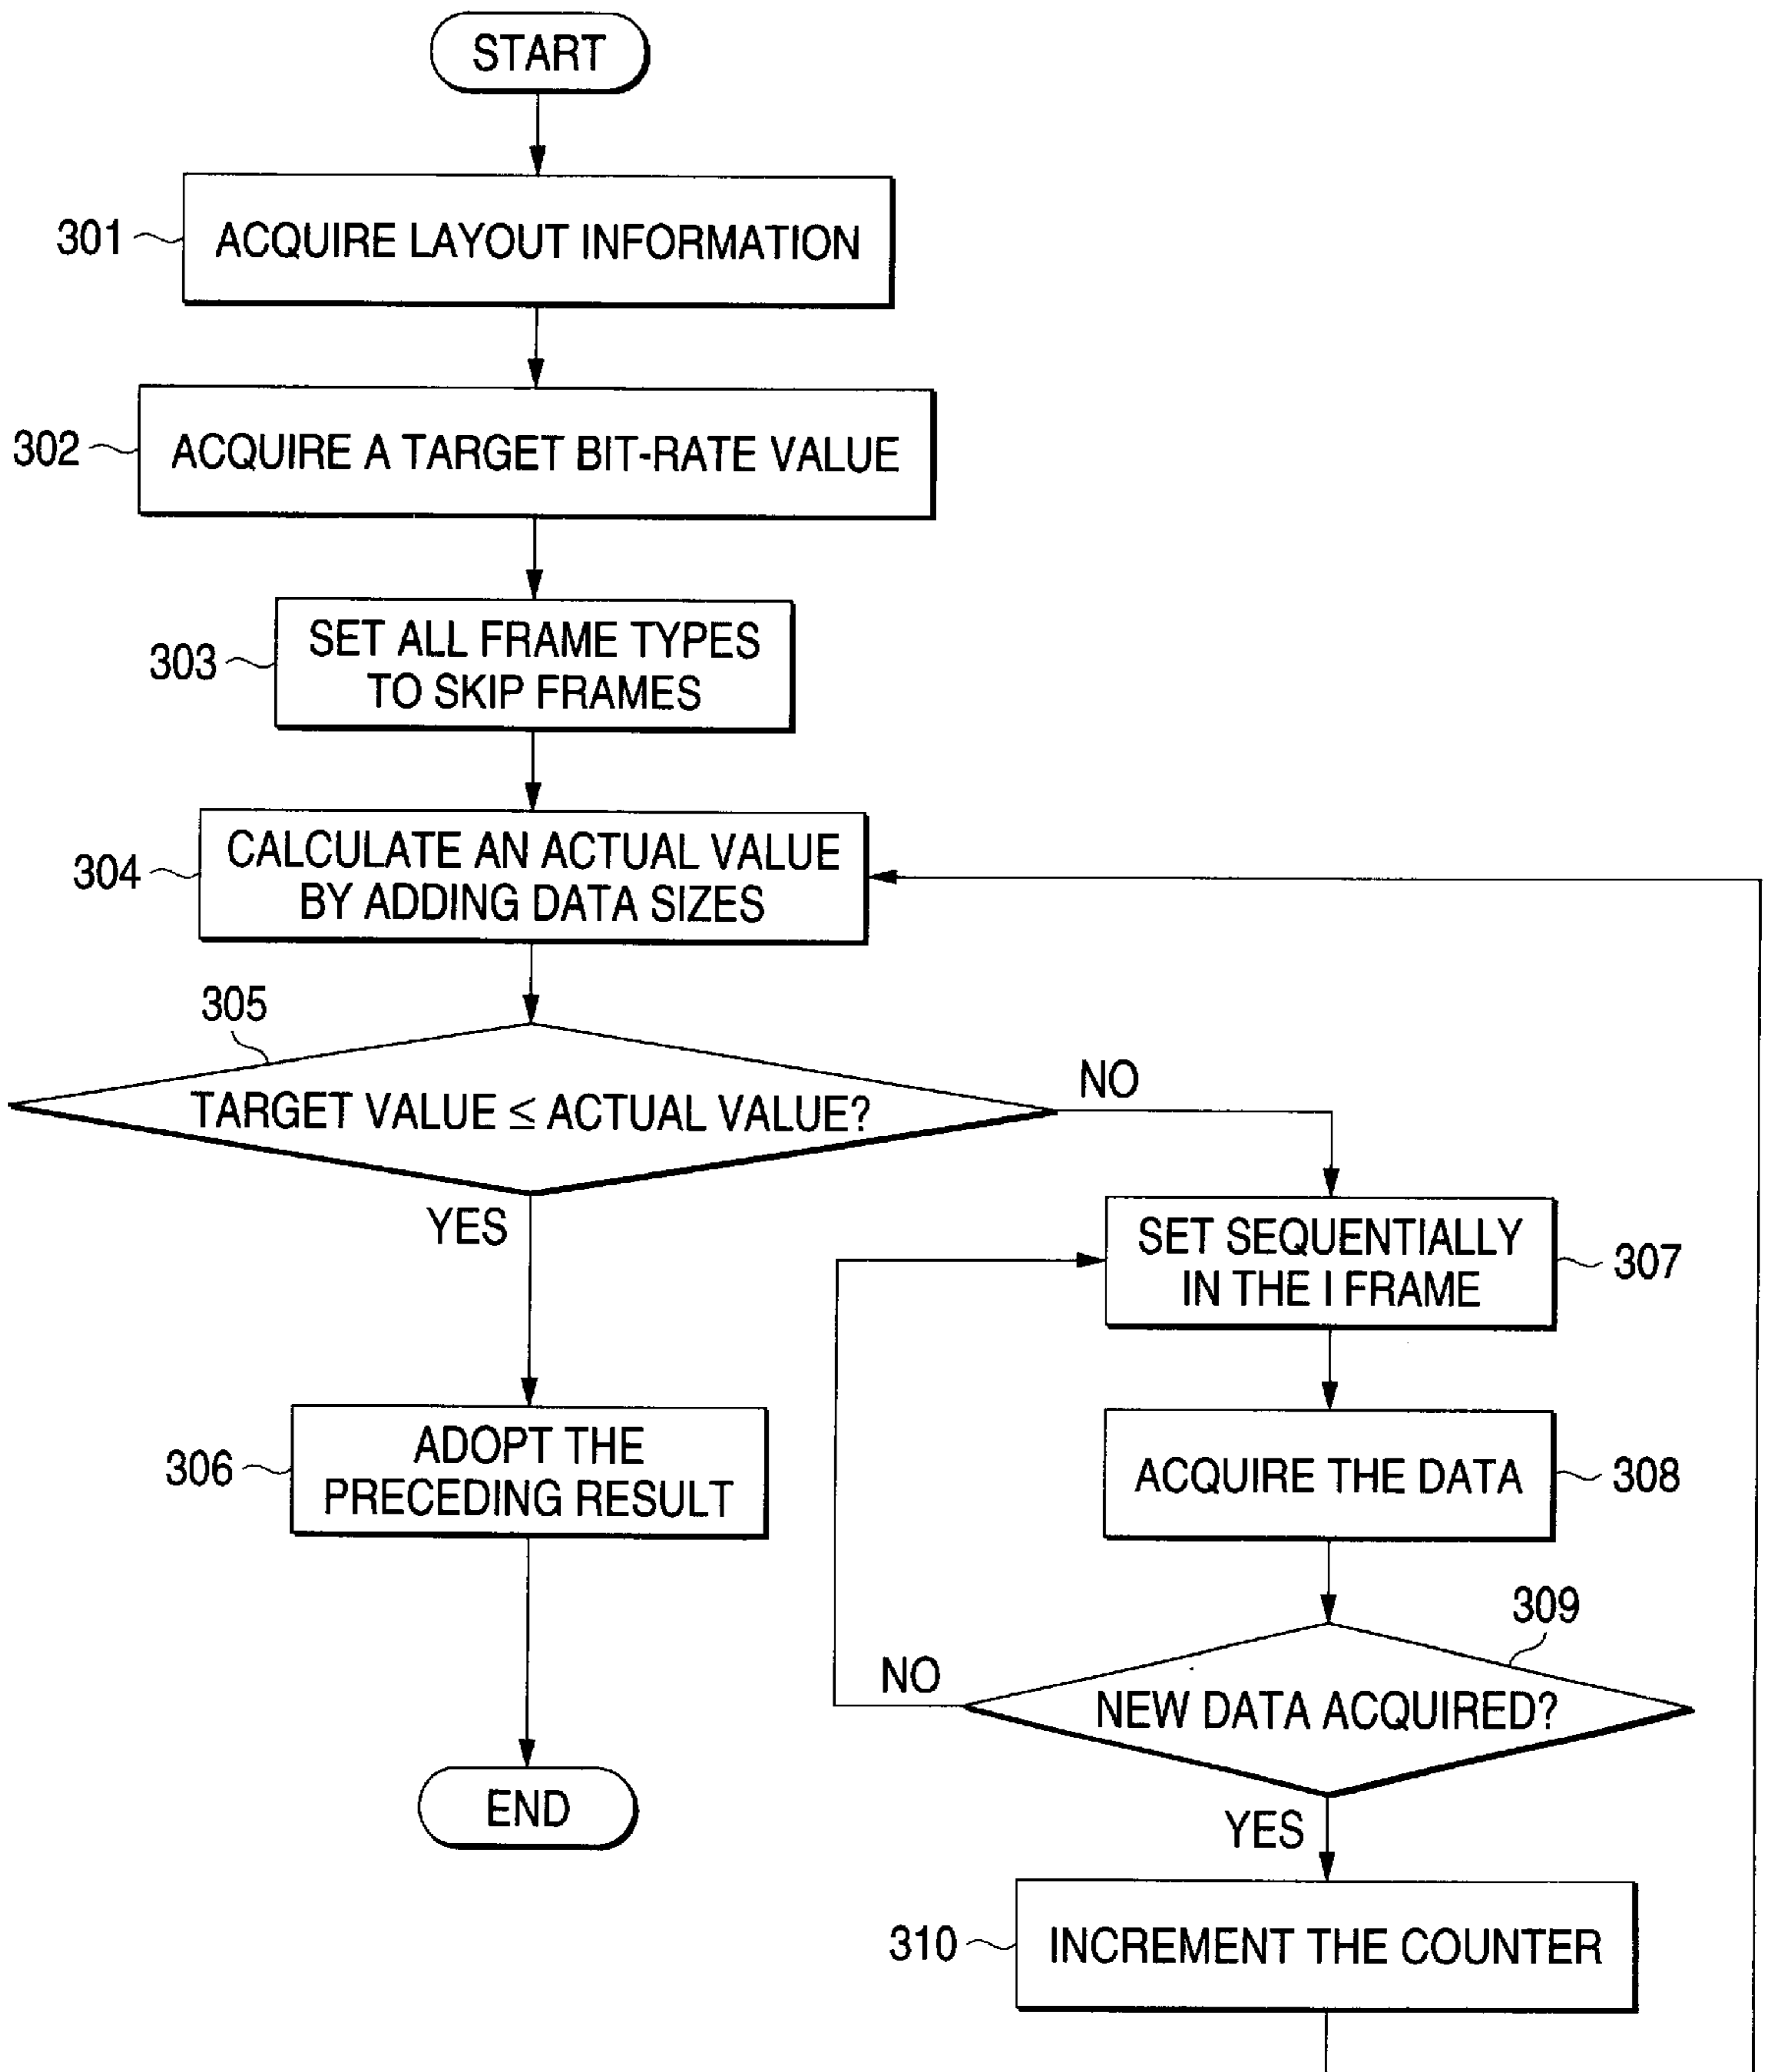 START
301
ACQUIRE LAYOUT INFORMATION
302
ACQUIRE A TARGET BIT-RATE VALUE
303
SET ALL FRAME TYPES
TO SKIP FRAMES
304
CALCULATE AN ACTUAL VALUE
BY ADDING DATA SIZES
305
TARGET VALUE ≤ ACTUAL VALUE?
NO
YES
SET SEQUENTIALLY
IN THE I FRAME
307
306
ADOPT THE
PRECEDING RESULT
ACQUIRE THE DATA
308
309
NO
NEW DATA ACQUIRED?
END
YES
310
INCREMENT THE COUNTER